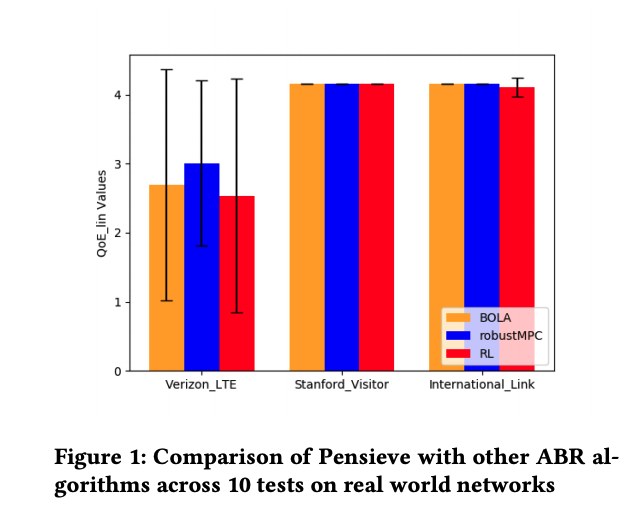 QoE_lin Values
4
3
2
1
0
BOLA
robustMPC
RL
Verizon_LTE
Stanford_Visitor
International_Link
Figure 1: Comparison of Pensieve with other ABR al-
gorithms across 10 tests on real world networks